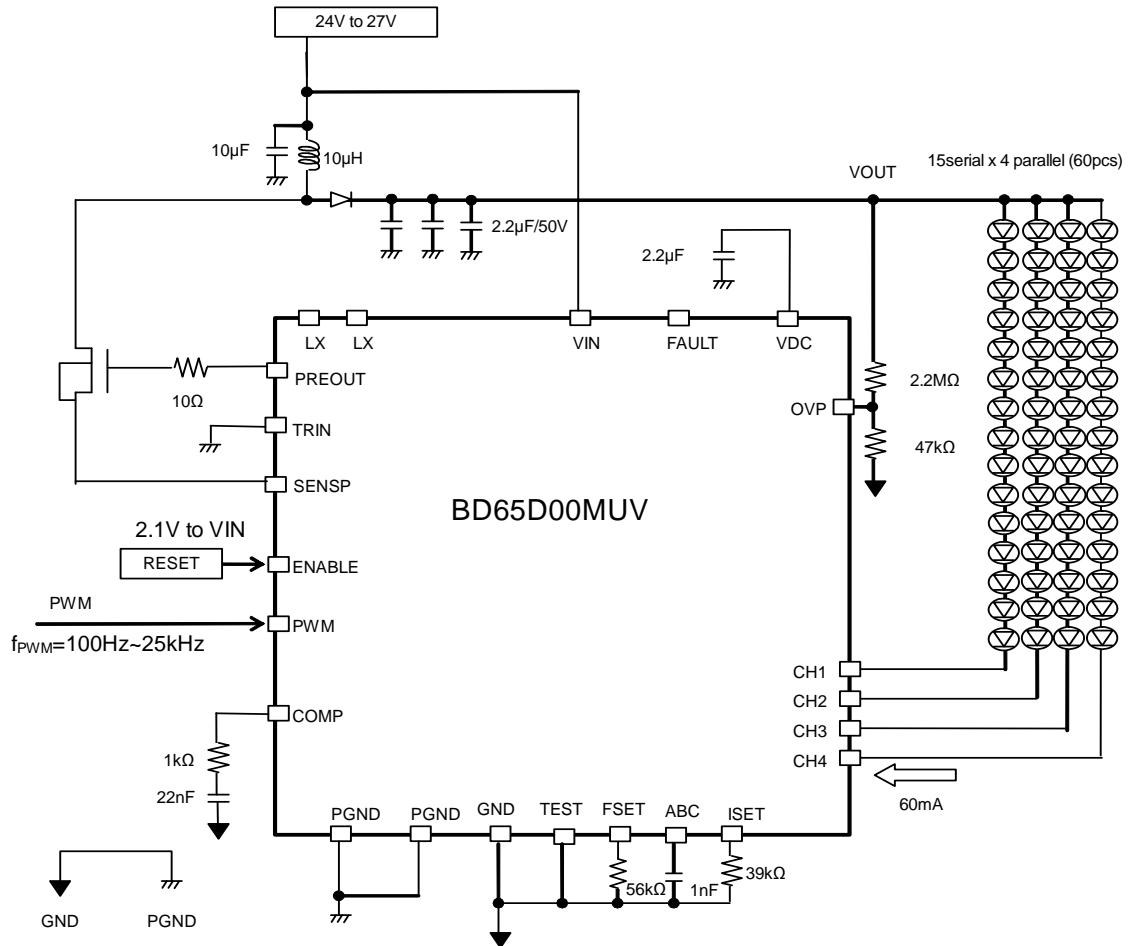 24V to 27V
10µF
10µH
VOUT
15serial x 4 parallel (60pcs)
2.2µF/50V
2.2µF
LX
LX
VIN
FAULT
VDC
PREOUT
10Ω
2.2MΩ
OVP
TRIN
47kΩ
SENSP
BD65D00MUV
2.1V to VIN
RESET
ENABLE
PWM
PWM
fPWM=100Hz~25kHz
CH1
CH2
COMP
CH3
1kΩ
CH4
22nF
60mA
PGND
PGND
GND
TEST
FSET
ABC
ISET
56kΩ
1nF
39kΩ
GND
PGND